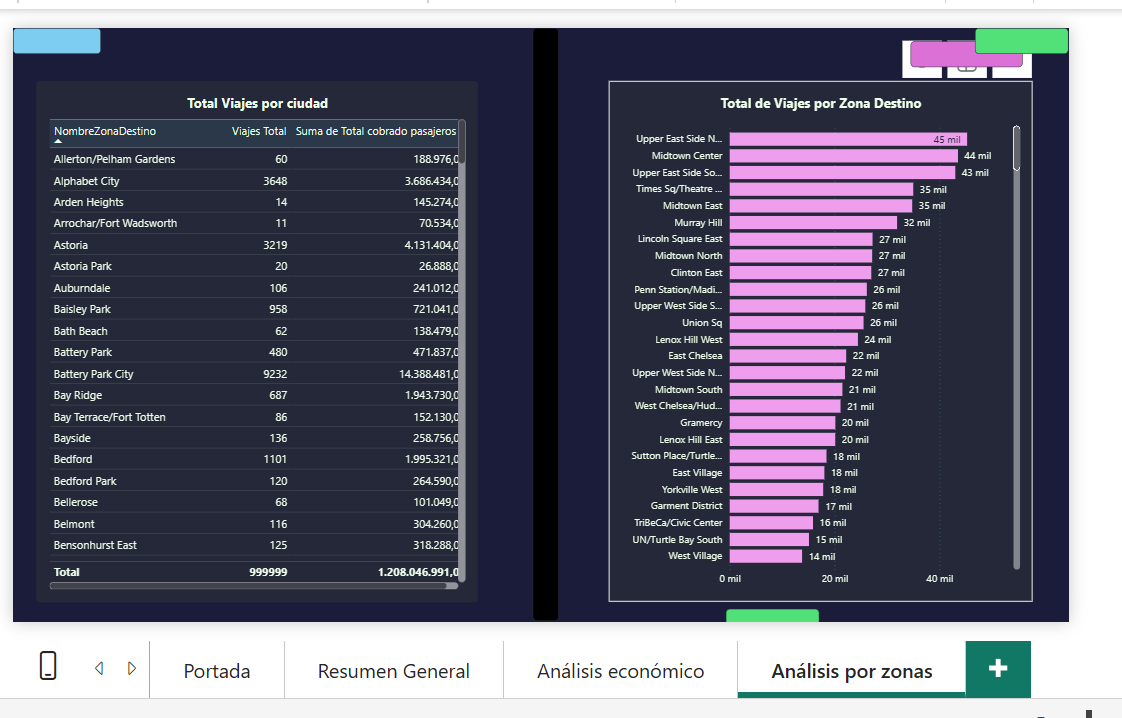 Total Viajes por ciudad
NombreZonaDestino Viajes Total Suma de Total cobrado pasajeros
Allerton/Pelham Gardens 60 188.976,0
Alphabet City 3648 3.686.434,0
Arden Heights 14 145.274,0
Arrochar/Fort Wadsworth 11 70.534,0
Astoria 3219 4.131.404,0
Astoria Park 20 26.888,0
Auburndale 106 241.012,0
Baisley Park 958 721.041,0
Bath Beach 62 138.479,0
Battery Park 480 471.837,0
Battery Park City 9232 14.388.481,0
Bay Ridge 687 1.943.730,0
Bay Terrace/Fort Totten 86 152.130,0
Bayside 136 258.756,0
Bedford 1101 1.995.321,0
Bedford Park 120 264.590,0
Bellerose 68 101.049,0
Belmont 116 304.260,0
Bensonhurst East 125 318.288,0
Total 999999 1.208.046.991,0
Total de Viajes por Zona Destino
Upper East Side N... 45 mil
Midtown Center 44 mil
Upper East Side So... 43 mil
Times Sq/Theatre ... 35 mil
Midtown East 35 mil
Murray Hill 32 mil
Lincoln Square East 27 mil
Midtown North 27 mil
Clinton East 27 mil
Penn Station/Madi... 26 mil
Upper West Side S... 26 mil
Union Sq 26 mil
Lenox Hill West 24 mil
East Chelsea 22 mil
Upper West Side N... 22 mil
Midtown South 21 mil
West Chelsea/Hud... 21 mil
Gramercy 20 mil
Lenox Hill East 20 mil
Sutton Place/Turtle... 18 mil
East Village 18 mil
Yorkville West 18 mil
Garment District 17 mil
TriBeCa/Civic Center 16 mil
UN/Turtle Bay South 15 mil
West Village 14 mil
0 mil 20 mil 40 mil
Portada Resumen General Análisis económico Análisis por zonas +